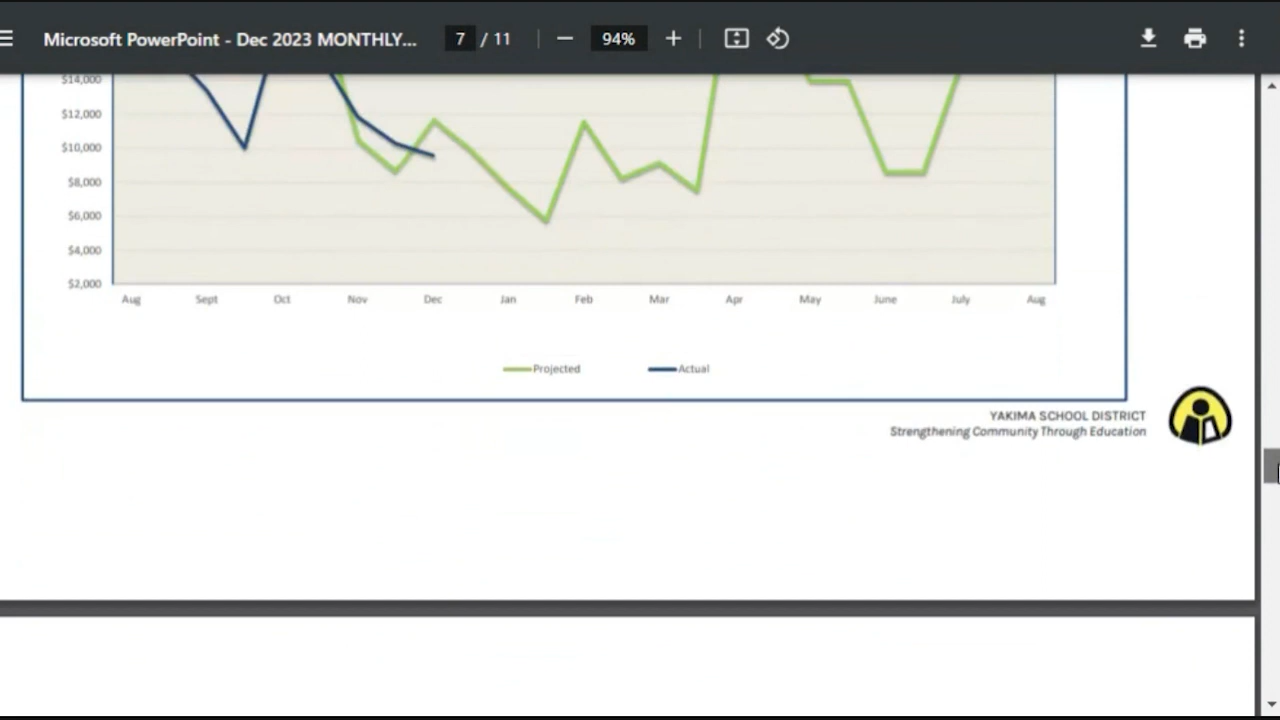 Microsoft PowerPoint - Dec 2023 MONTHLY... 7 / 11 94%
$14,000
$12,000
$10,000
$8,000
$6,000
$4,000
$2,000
Aug Sept Oct Nov Dec Jan Feb Mar Apr May June July Aug
Projected Actual
YAKIMA SCHOOL DISTRICT
Strengthening Community Through Education